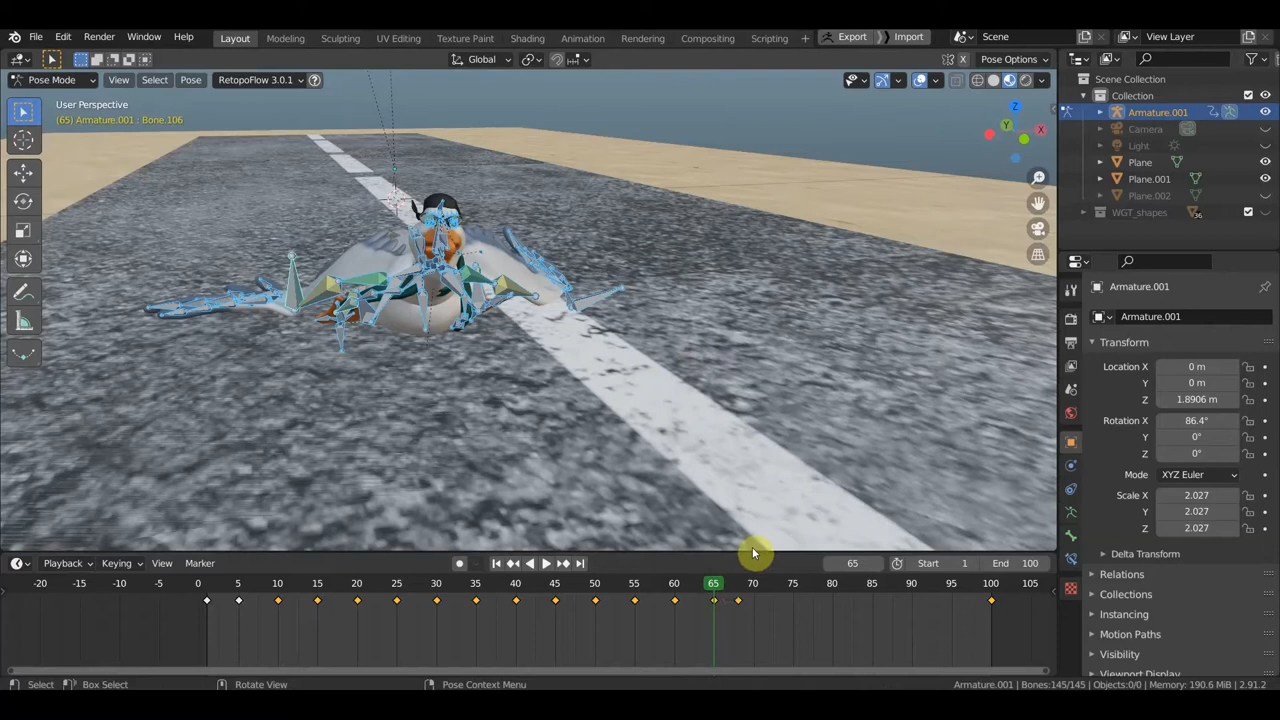 File Edit Render Window Help Layout Modeling Sculpting UV Editing Texture Paint Shading Animation Rendering Compositing Scripting + Export Import Scene View Layer
Global X Pose Options
Pose Mode View Select Pose RetopoFlow 3.0.1
User Perspective
(65) Armature.001 : Bone.106
Z
Y
X
Scene Collection
Collection
Armature.001
Camera
Light
Plane
Plane.001
Plane.002
WGT_shapes 36
Armature.001
Armature.001
Transform
Location X 0 m
Y 0 m
Z 1.8906 m
Rotation X 86.4°
Y 0°
Z 0°
Mode XYZ Euler
Scale X 2.027
Y 2.027
Z 2.027
Delta Transform
Relations
Collections
Instancing
Motion Paths
Visibility
Viewport Display
Playback Keying View Marker 65 Start 1 End 100
-20 -10 0 10 20 30 40 50 60 65 70 80 90 100
-15 -5 5 15 25 35 45 55 75 85 95 105
Select Box Select Rotate View Pose Context Menu Armature.001 | Bones:145/145 | Objects:0/0 | Memory: 190.6 MiB | 2.91.2